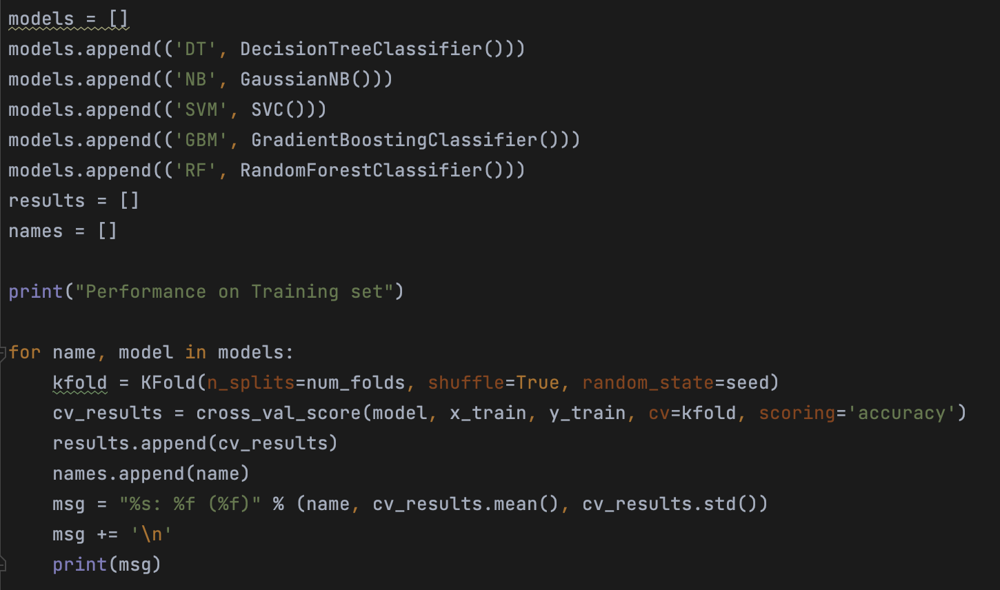 models = []
models.append(('DT', DecisionTreeClassifier()))
models.append(('NB', GaussianNB()))
models.append(('SVM', SVC()))
models.append(('GBM', GradientBoostingClassifier()))
models.append(('RF', RandomForestClassifier()))
results = []
names = []

print("Performance on Training set")

for name, model in models:
    kfold = KFold(n_splits=num_folds, shuffle=True, random_state=seed)
    cv_results = cross_val_score(model, x_train, y_train, cv=kfold, scoring='accuracy')
    results.append(cv_results)
    names.append(name)
    msg = "%s: %f (%f)" % (name, cv_results.mean(), cv_results.std())
    msg += '\n'
    print(msg)